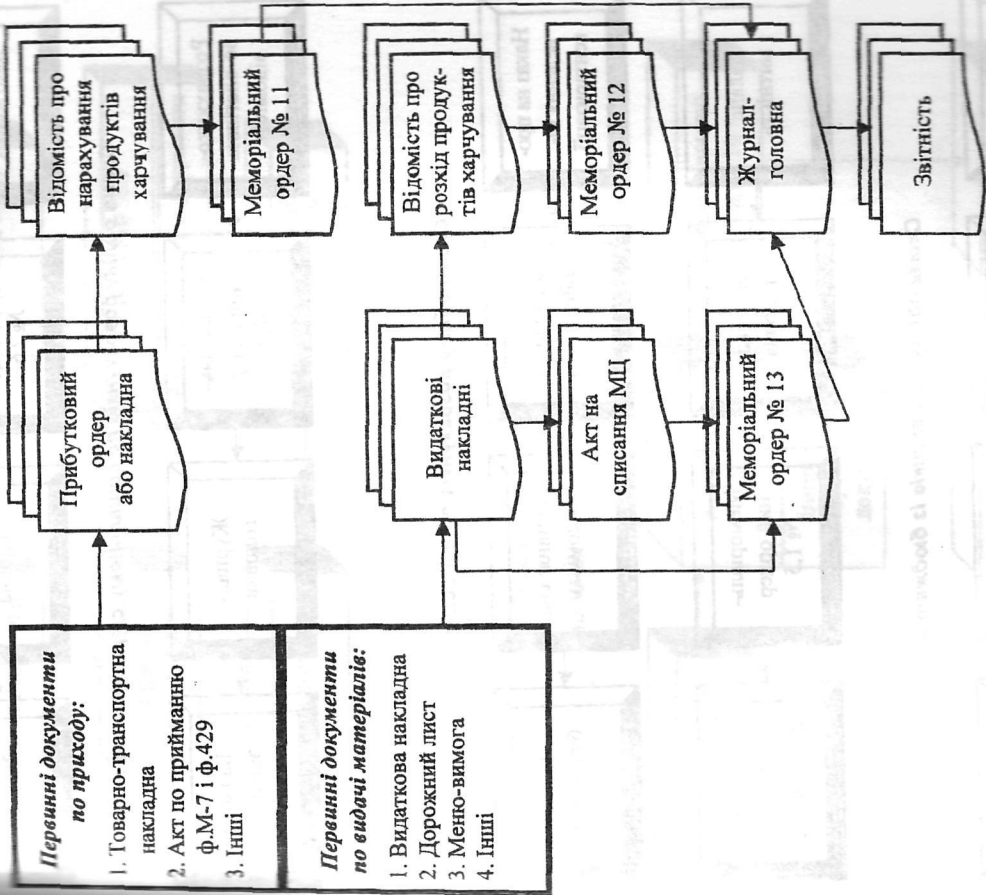 Первинні документи
по приходу:
1. Товарно-транспортна
накладна
2. Акт по прийманню
ф.М-7 і ф.429
3. Інші
Первинні документи
по видачі матеріалів:
1. Видаткова накладна
2. Дорожний лист
3. Меню-вимога
4. Інші
Прибутковий
ордер
або накладна
Видаткові
накладні
Акт на
списання МЦ
Меморіальний
ордер № 13
Відомість про
нарахування
продуктів
харчування
Меморіальний
ордер № 11
Відомість про
розхід продук-
тів харчування
Меморіальний
ордер № 12
Журнал-
головна
Звітність